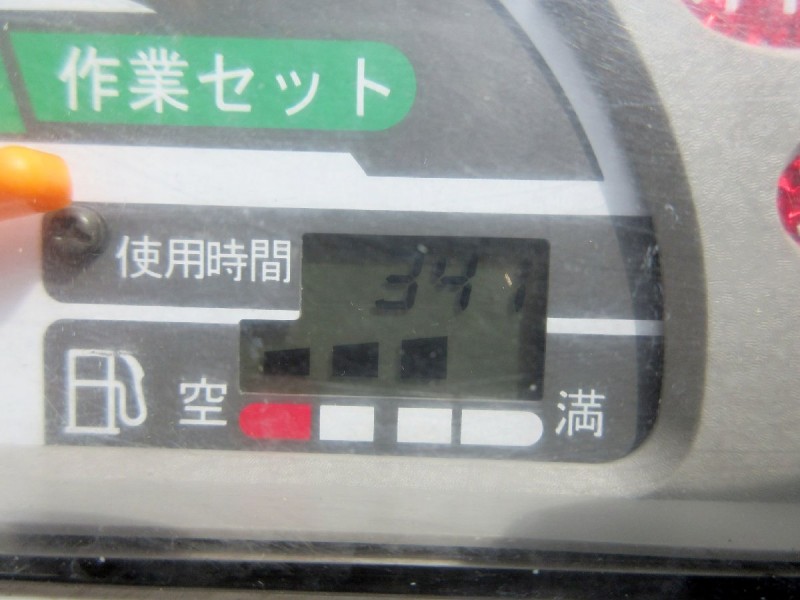 作業セット
使用時間 341
空 満